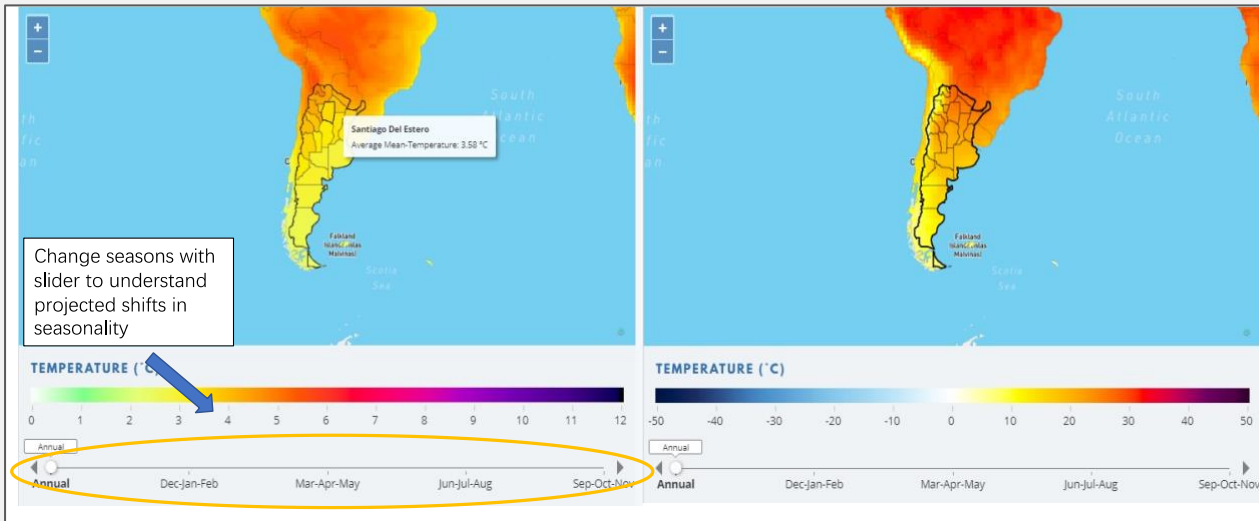 +
−
South
Atlantic
Ocean
Santiago Del Estero
Average Mean-Temperature: 3.58 °C
Falkland
Islands/Islas
Malvinas)
Scotia
Sea
Change seasons with
slider to understand
projected shifts in
seasonality
TEMPERATURE (°C)
0 1 2 3 4 5 6 7 8 9 10 11 12
Annual
Annual Dec-Jan-Feb Mar-Apr-May Jun-Jul-Aug Sep-Oct-Nov
+
−
South
Atlantic
Ocean
Falkland
Malvinas)
Scotia
Sea
TEMPERATURE (°C)
-50 -40 -30 -20 -10 0 10 20 30 40 50
Annual
Annual Dec-Jan-Feb Mar-Apr-May Jun-Jul-Aug Sep-Oct-Nov